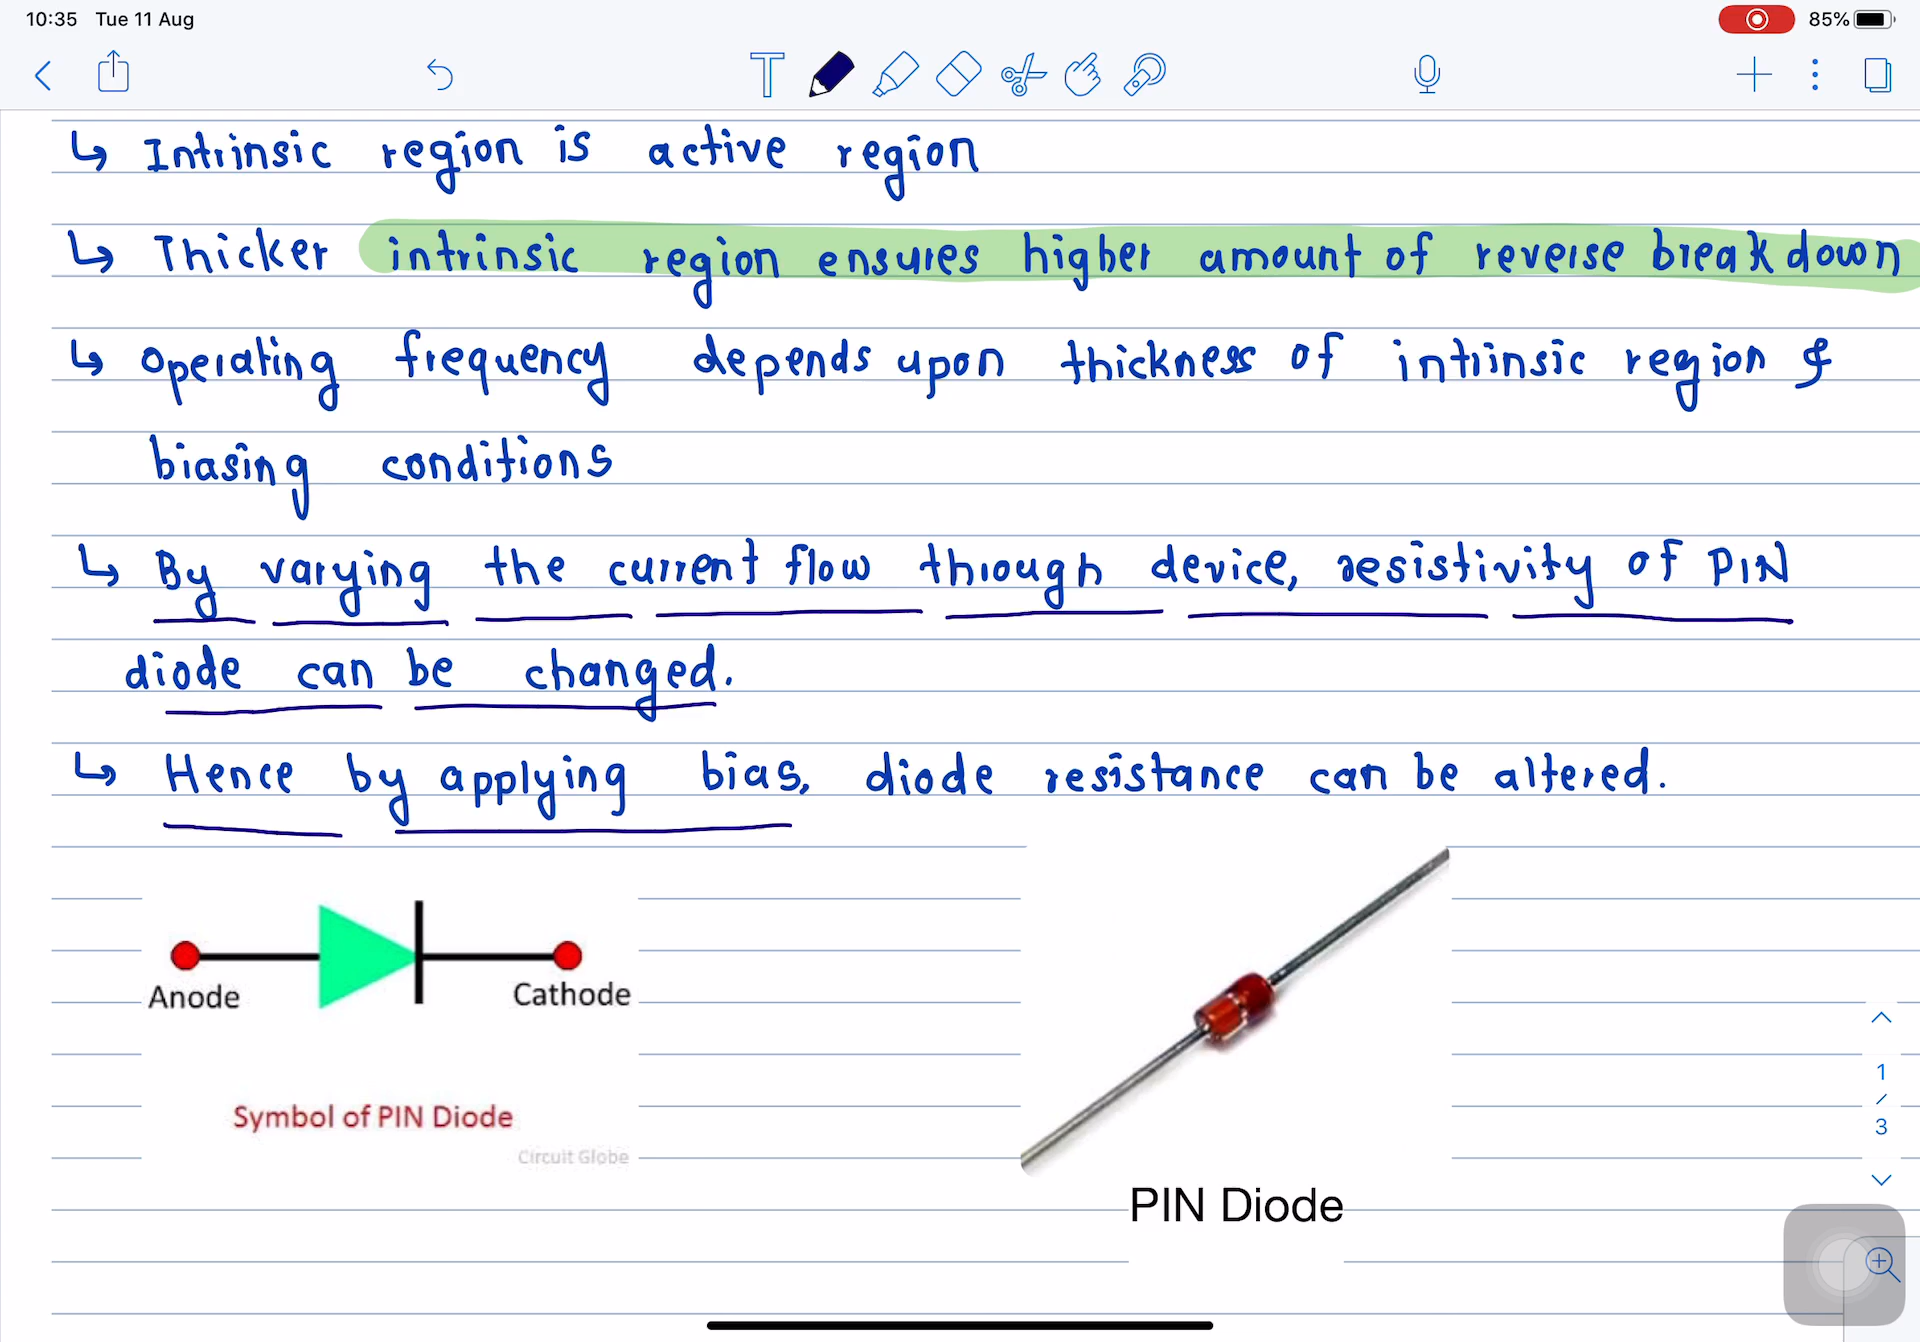 10:35 Tue 11 Aug 85%
↳ Intrinsic region is active region
↳ Thicker intrinsic region ensures higher amount of reverse breakdown
↳ Operating frequency depends upon thickness of intrinsic region &
biasing conditions
↳ By varying the current flow through device, resistivity of PIN
diode can be changed.
↳ Hence by applying bias, diode resistance can be altered.
Anode Cathode
Symbol of PIN Diode
Circuit Globe
PIN Diode
1
/
3